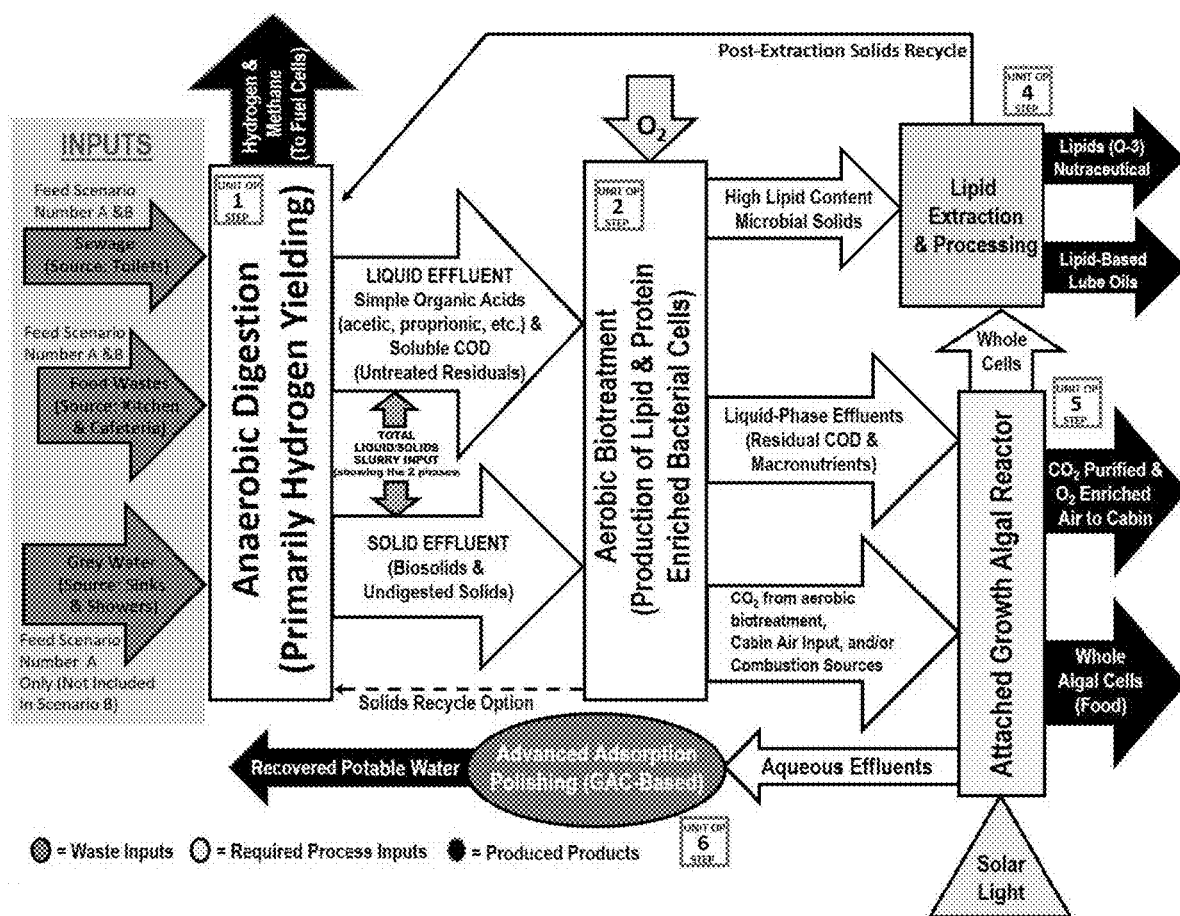 Post-Extraction Solids Recycle
Hydrogen &
Methane
(To Fuel Cells)
INPUTS
Feed Scenario
Number A &B
Sewage
(Source, Toilets)
Feed Scenario
Number A &B
Food Wastes
(Source: Kitchen
& Cafeteria)
Grey Water
(Source: Sinks
& Showers)
Feed Scenario
Number A
Only (Not Included
In Scenario B)
UNIT OP
1
STEP
Anaerobic Digestion
(Primarily Hydrogen Yielding)
LIQUID EFFLUENT
Simple Organic Acids
(acetic, proprionic, etc.) &
Soluble COD
(Untreated Residuals)
TOTAL
LIQUID/SOLIDS
SLURRY INPUT
(showing the 2 phases)
SOLID EFFLUENT
(Biosolids &
Undigested Solids)
Solids Recycle Option
O2
UNIT OP
2
STEP
Aerobic Biotreatment
(Production of Lipid & Protein
Enriched Bacterial Cells)
High Lipid Content
Microbial Solids
Liquid-Phase Effluents
(Residual COD &
Macronutrients)
CO2 from aerobic
biotreatment,
Cabin Air Input, and/or
Combustion Sources
UNIT OP
4
STEP
Lipid
Extraction
& Processing
Lipids (O-3)
Nutraceutical
Lipid-Based
Lube Oils
Whole
Cells
UNIT OP
5
STEP
Attached Growth Algal Reactor
CO2 Purified &
O2 Enriched
Air to Cabin
Whole
Algal Cells
(Food)
Aqueous Effluents
Advanced Adsorption
Polishing (GAC-Based)
Recovered Potable Water
UNIT OP
6
STEP
Solar
Light
= Waste Inputs
= Required Process Inputs
= Produced Products